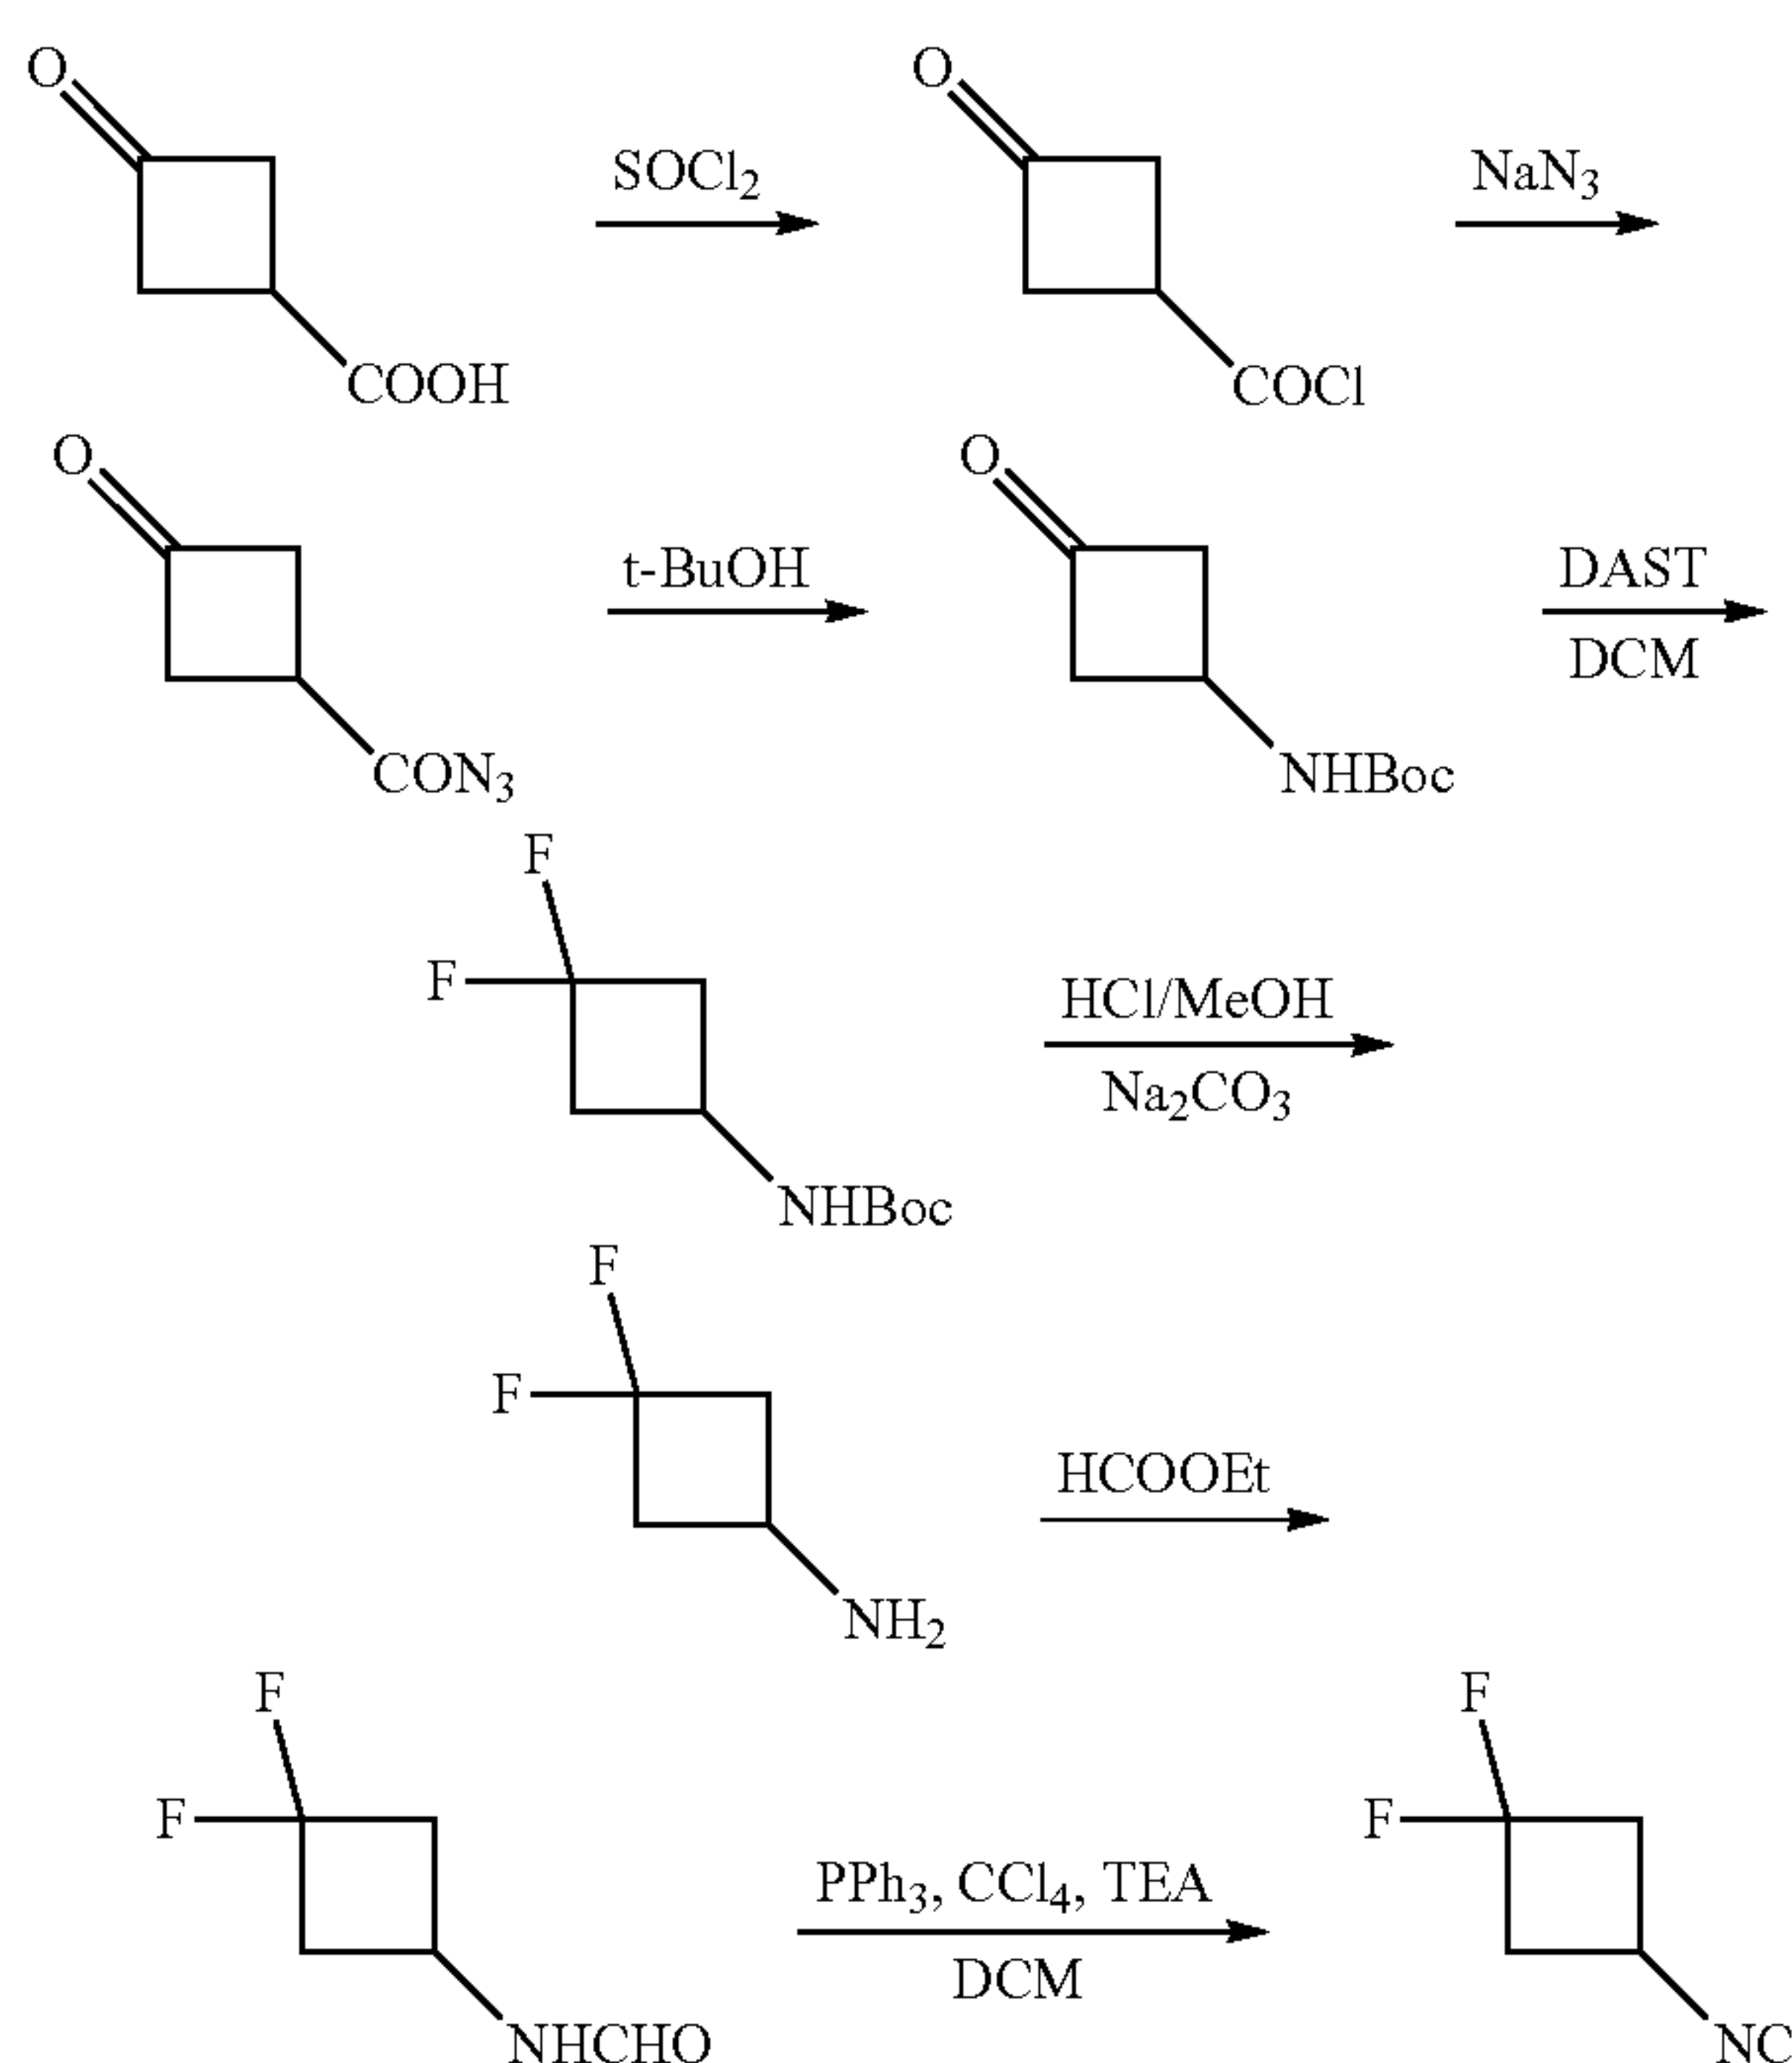 O O
SOCl2 NaN3
COOH COCl
O O
t-BuOH DAST
DCM
CON3 NHBoc
F
F HCl/MeOH
Na2CO3
NHBoc
F
F
HCOOEt
NH2
F F
F F
PPh3, CCl4, TEA
DCM
NHCHO NC